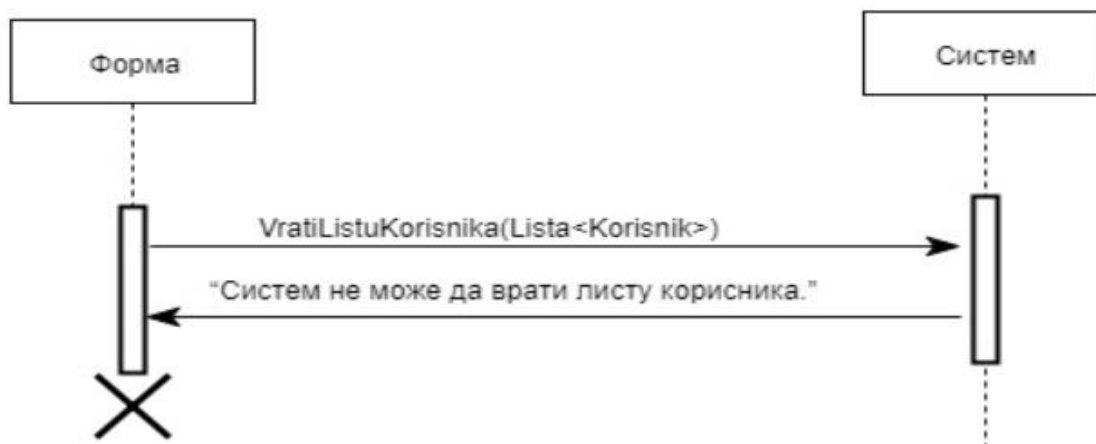 Форма
Систем
VratiListuKorisnika(Lista<Korisnik>)
“Систем не може да врати листу корисника.”